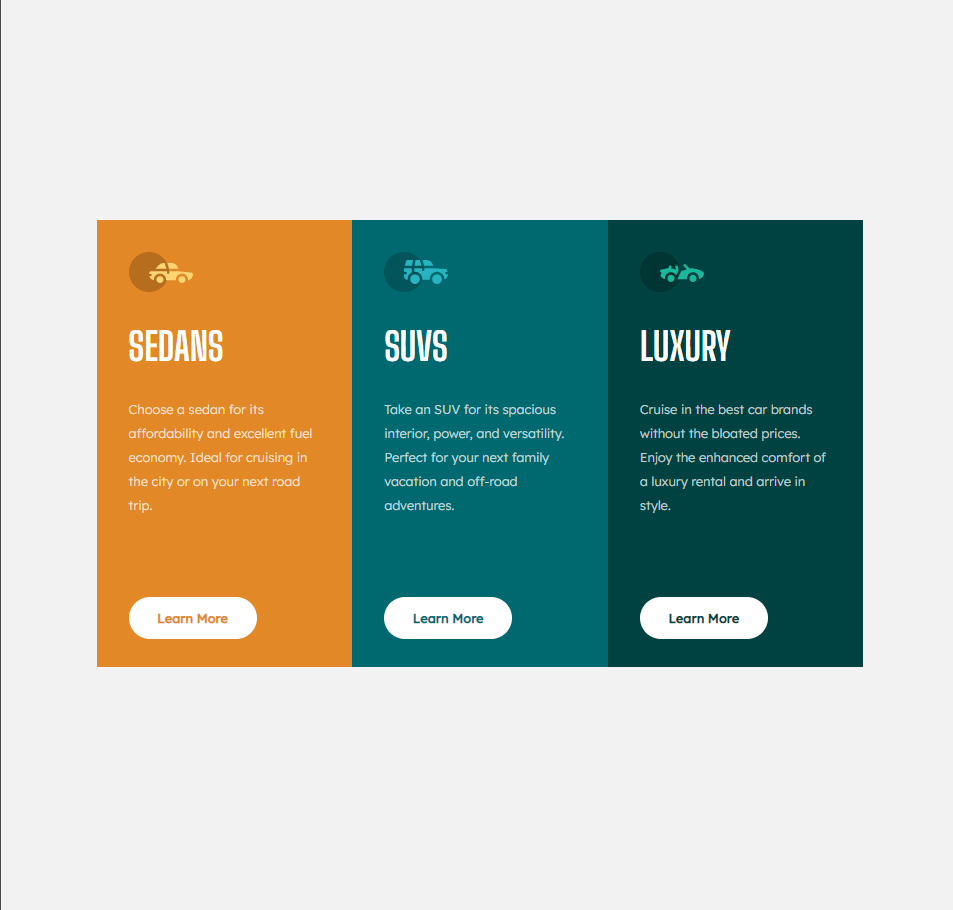 SEDANS
Choose a sedan for its
affordability and excellent fuel
economy. Ideal for cruising in
the city or on your next road
trip.
Learn More
SUVS
Take an SUV for its spacious
interior, power, and versatility.
Perfect for your next family
vacation and off-road
adventures.
Learn More
LUXURY
Cruise in the best car brands
without the bloated prices.
Enjoy the enhanced comfort of
a luxury rental and arrive in
style.
Learn More